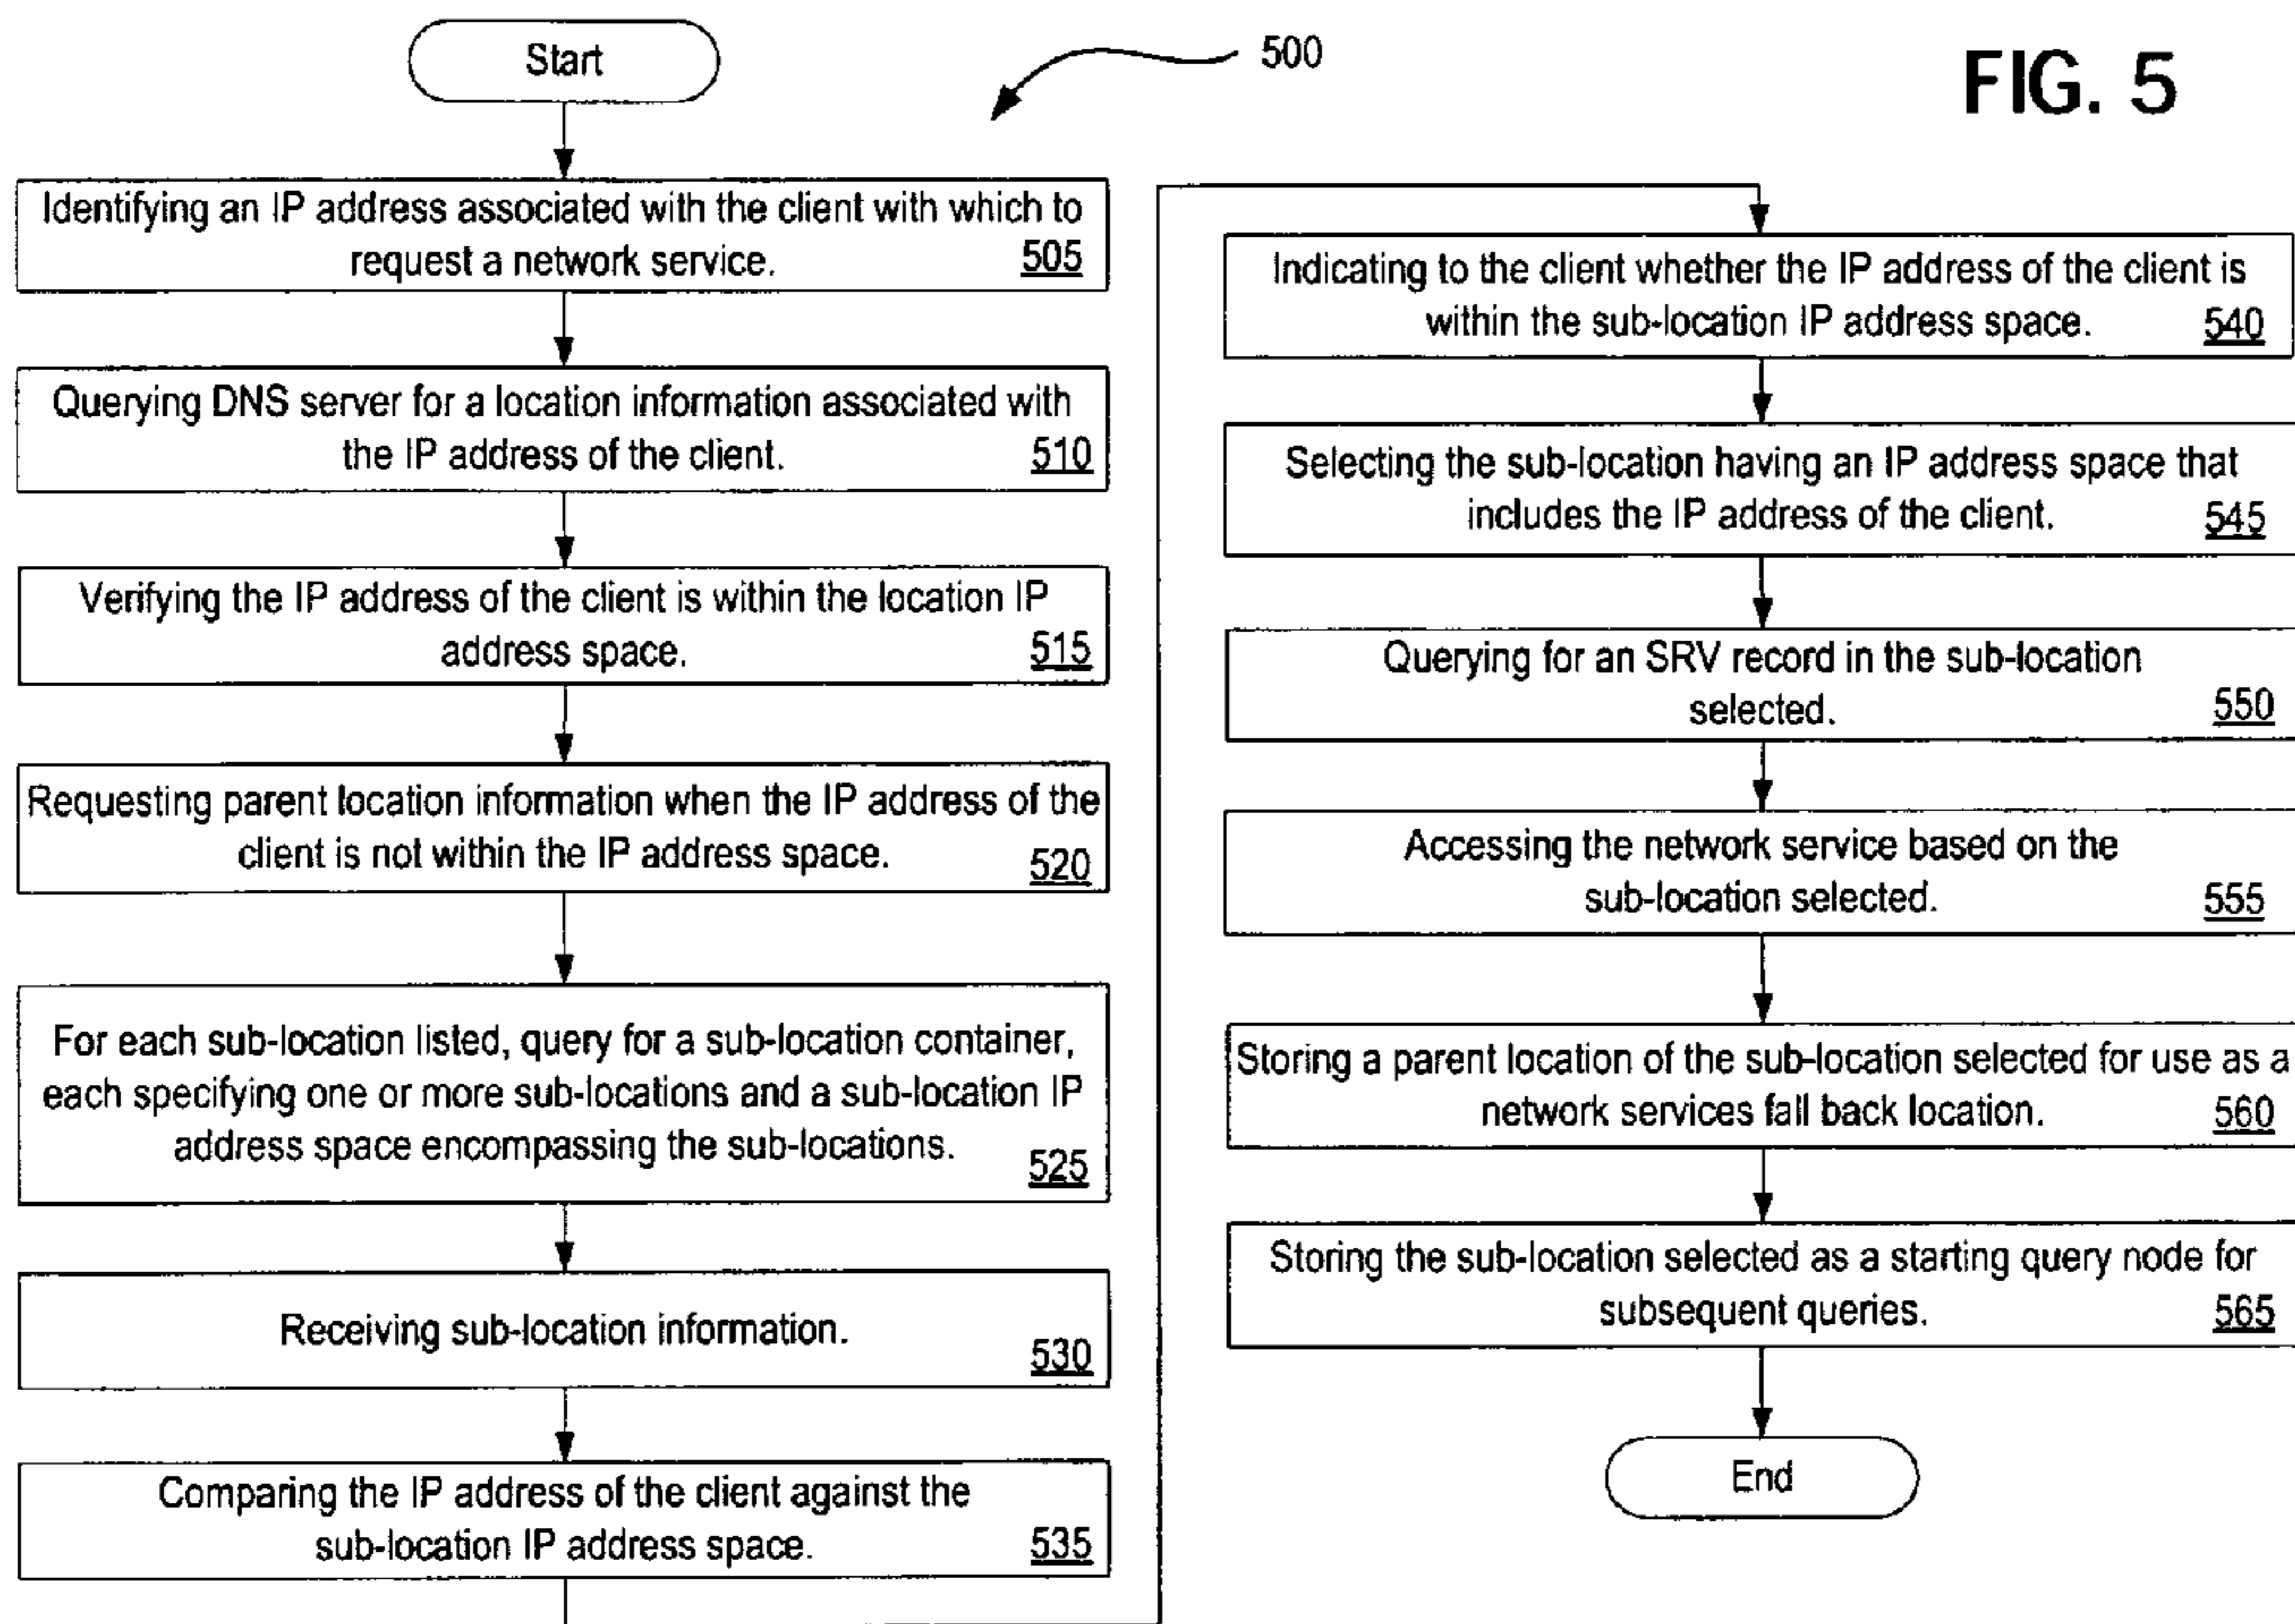 Start
500
FIG. 5
Identifying an IP address associated with the client with which to
request a network service. 505
Querying DNS server for a location information associated with
the IP address of the client. 510
Verifying the IP address of the client is within the location IP
address space. 515
Requesting parent location information when the IP address of the
client is not within the IP address space. 520
For each sub-location listed, query for a sub-location container,
each specifying one or more sub-locations and a sub-location IP
address space encompassing the sub-locations. 525
Receiving sub-location information. 530
Comparing the IP address of the client against the
sub-location IP address space. 535
Indicating to the client whether the IP address of the client is
within the sub-location IP address space. 540
Selecting the sub-location having an IP address space that
includes the IP address of the client. 545
Querying for an SRV record in the sub-location
selected. 550
Accessing the network service based on the
sub-location selected. 555
Storing a parent location of the sub-location selected for use as a
network services fall back location. 560
Storing the sub-location selected as a starting query node for
subsequent queries. 565
End